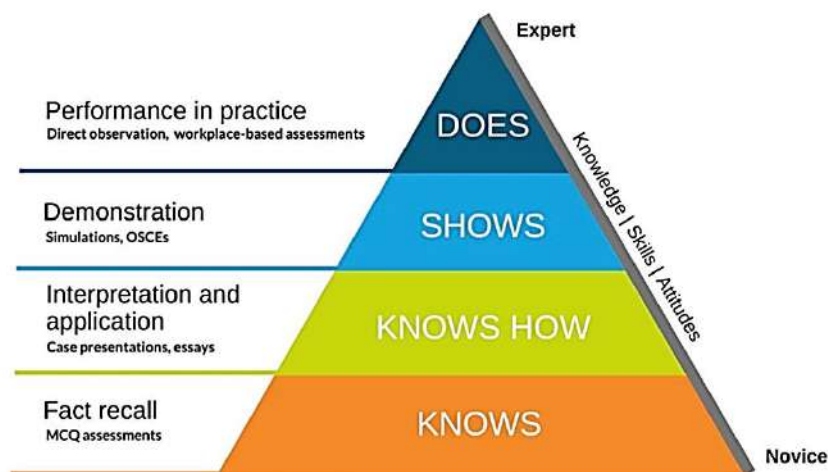 Expert
Performance in practice
Direct observation, workplace-based assessments
DOES
Knowledge | Skills | Attitudes
Demonstration
Simulations, OSCEs
SHOWS
Interpretation and
application
Case presentations, essays
KNOWS HOW
Fact recall
MCQ assessments
KNOWS
Novice